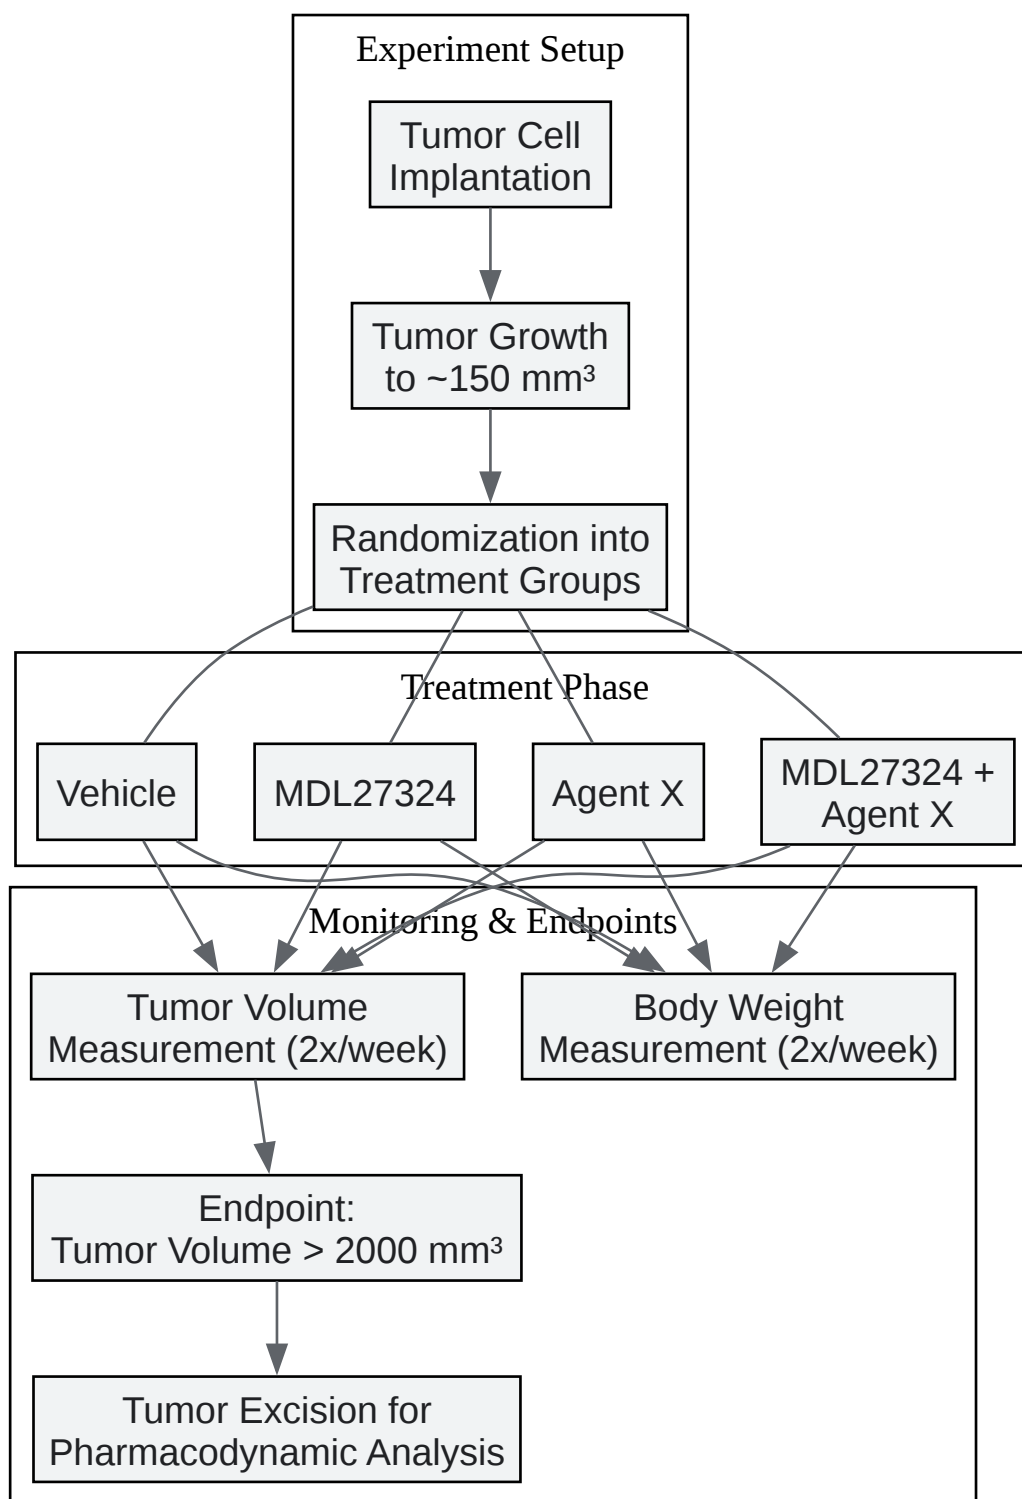 Experiment Setup
Tumor Cell
Implantation
Tumor Growth
to ~150 mm³
Randomization into
Treatment Groups
Treatment Phase
Vehicle
MDL27324
Agent X
MDL27324 +
Agent X
Monitoring & Endpoints
Tumor Volume
Measurement (2x/week)
Body Weight
Measurement (2x/week)
Endpoint:
Tumor Volume > 2000 mm³
Tumor Excision for
Pharmacodynamic Analysis